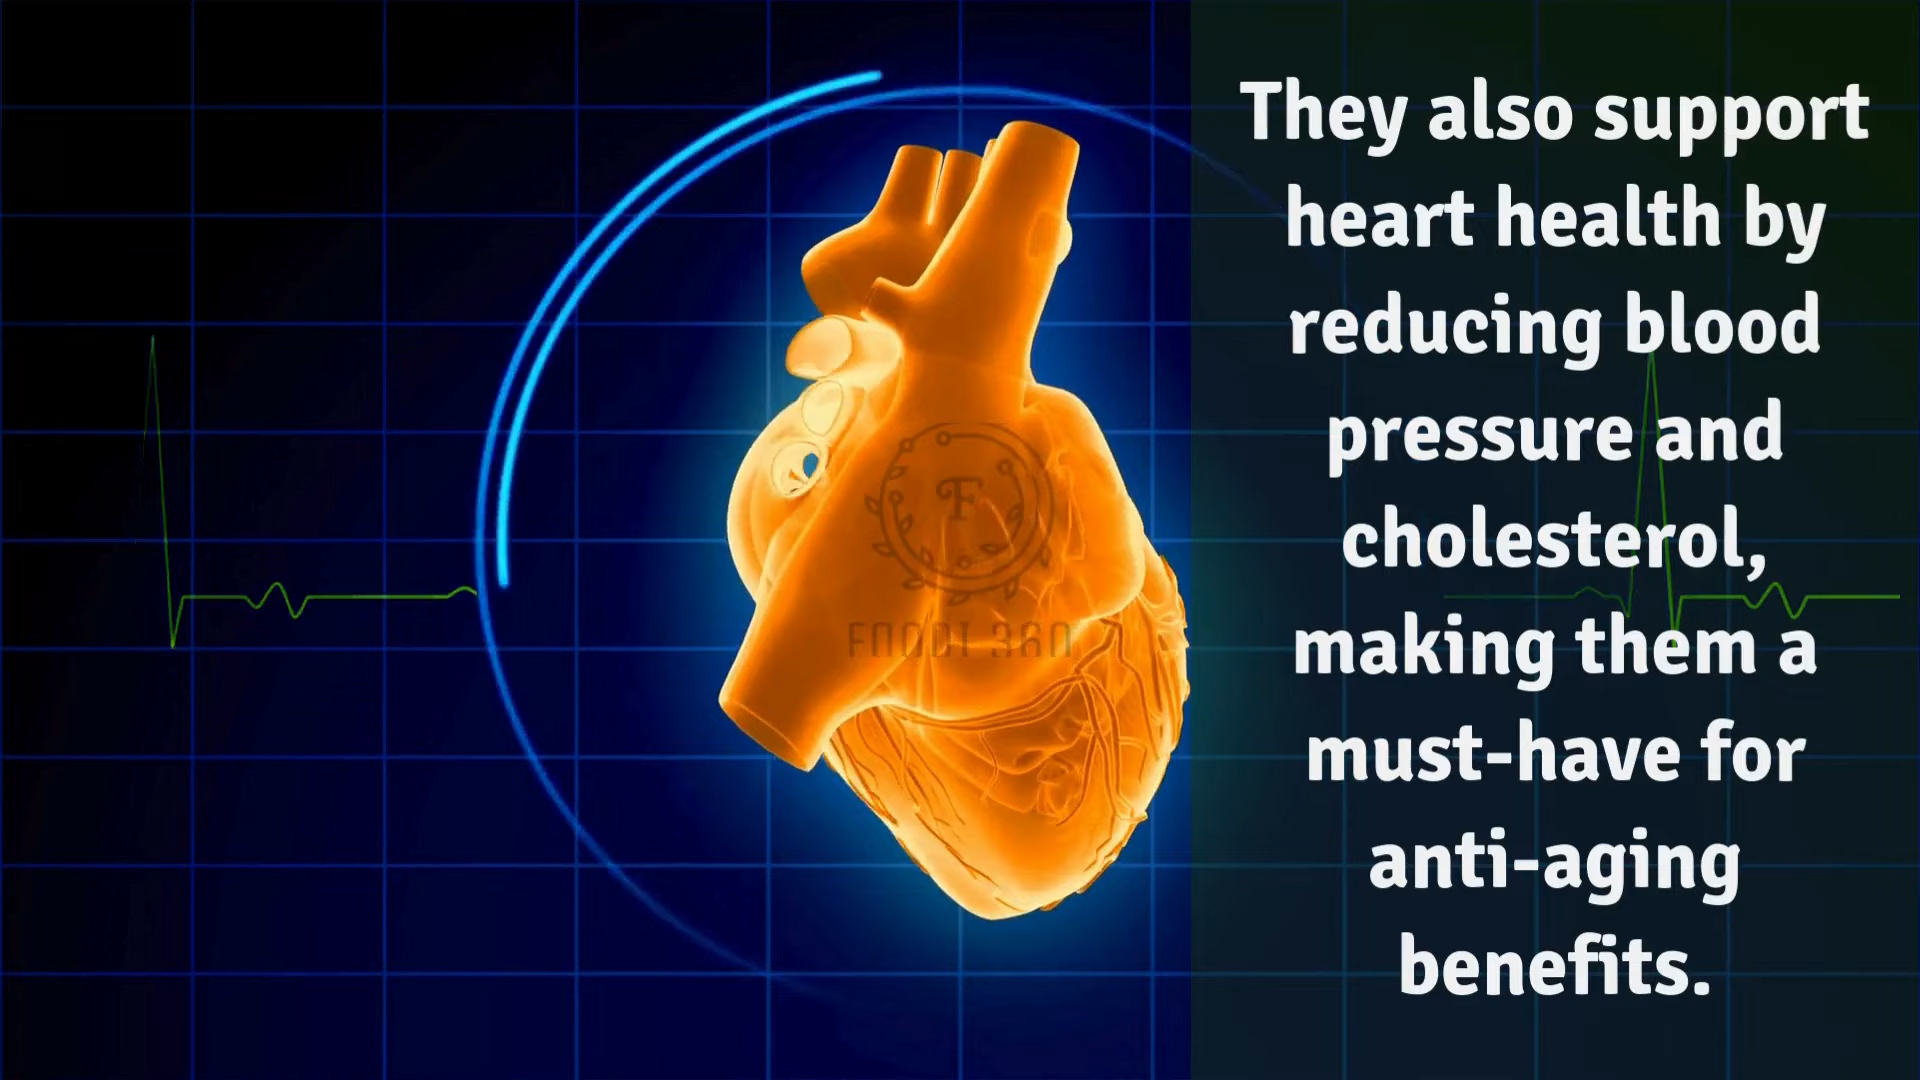 They also support
heart health by
reducing blood
pressure and
cholesterol,
making them a
must-have for
anti-aging
benefits.
F
FOODI 360